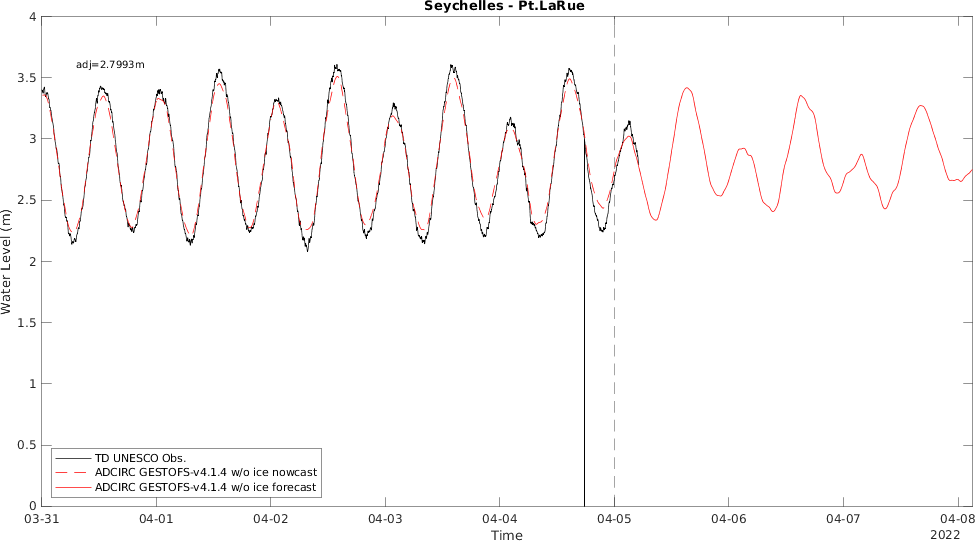 Seychelles - Pt.LaRue
4
adj=2.7993m
3.5
3
2.5
2
1.5
1
0.5
0
Water Level (m)
TD UNESCO Obs.
ADCIRC GESTOFS-v4.1.4 w/o ice nowcast
ADCIRC GESTOFS-v4.1.4 w/o ice forecast
03-31 04-01 04-02 04-03 04-04 04-05 04-06 04-07 04-08
Time
2022